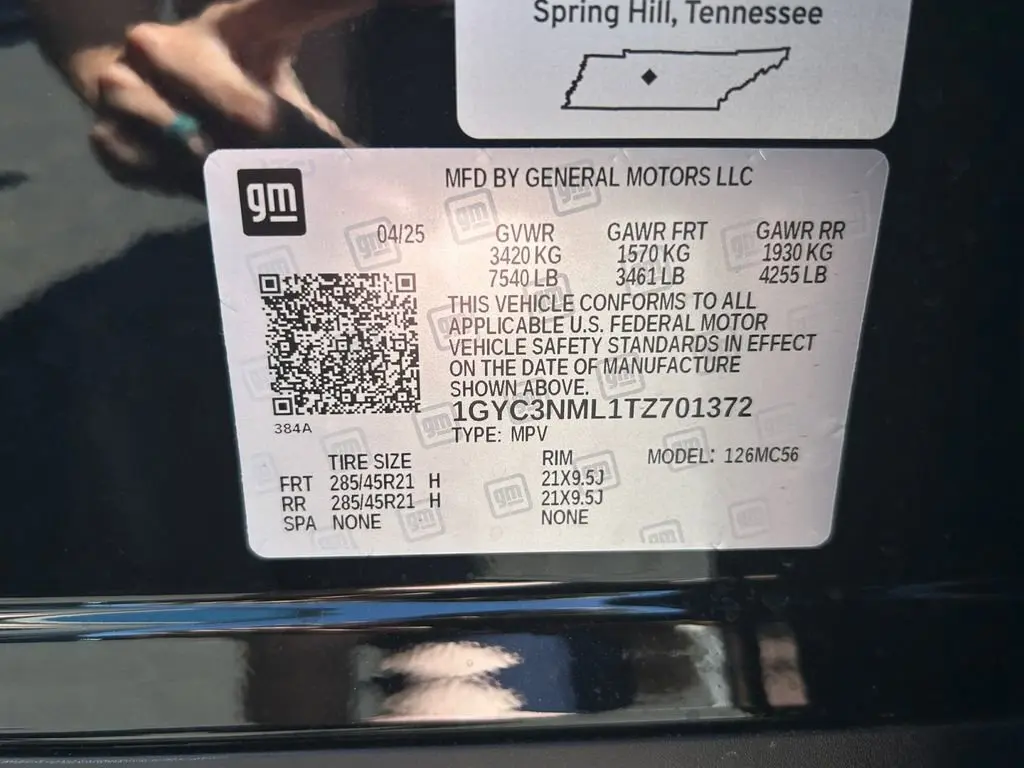 Spring Hill, Tennessee
gm
MFD BY GENERAL MOTORS LLC
04/25 GVWR GAWR FRT GAWR RR
3420 KG 1570 KG 1930 KG
7540 LB 3461 LB 4255 LB
THIS VEHICLE CONFORMS TO ALL
APPLICABLE U.S. FEDERAL MOTOR
VEHICLE SAFETY STANDARDS IN EFFECT
ON THE DATE OF MANUFACTURE
SHOWN ABOVE.
1GYC3NML1TZ701372
384A
TYPE: MPV
TIRE SIZE RIM MODEL: 126MC56
FRT 285/45R21 H 21X9.5J
RR 285/45R21 H 21X9.5J
SPA NONE NONE